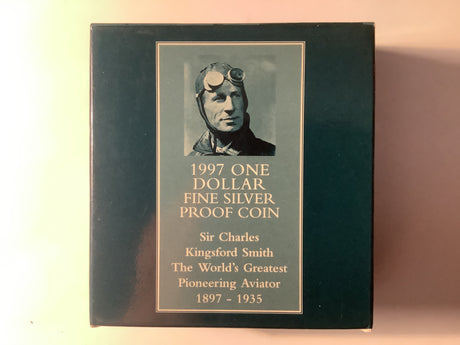 1997 ONE
DOLLAR
FINE SILVER
PROOF COIN
Sir Charles
Kingsford Smith
The World's Greatest
Pioneering Aviator
1897 - 1935